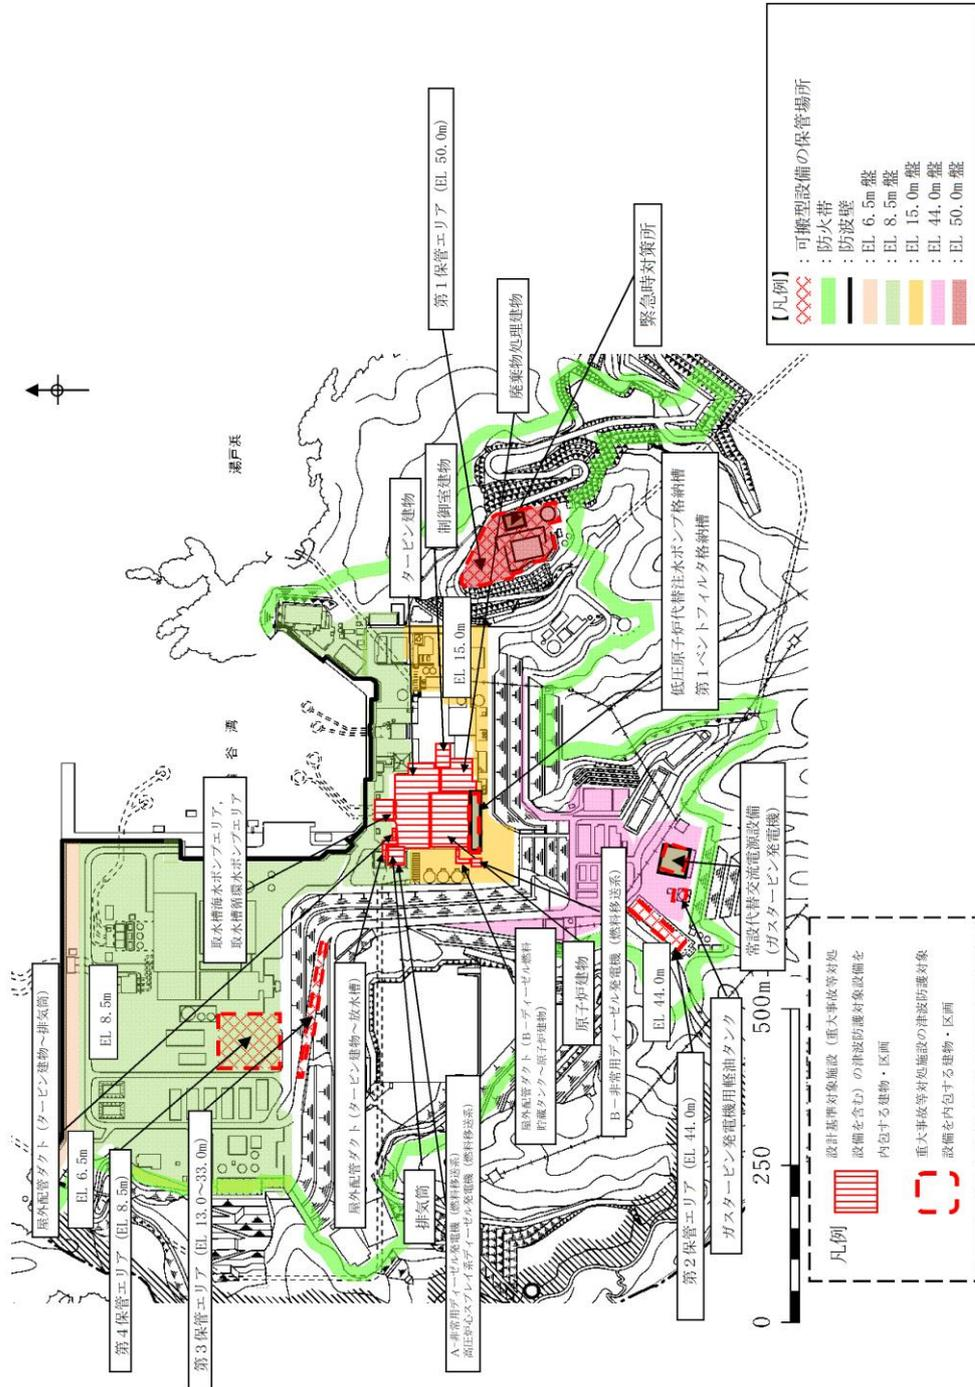 屋外配管ダクト（タービン建物～排気筒）
EL 6.5m
EL 8.5m
第4保管エリア（EL 8.5m）
第3保管エリア（EL 13.0～33.0m）
取水槽海水ポンプエリア，
取水槽循環水ポンプエリア
谷 湾
湯戸浜
タービン建物
制御室建物
第1保管エリア（EL 50.0m）
廃棄物処理建物
緊急時対策所
EL 15.0m
屋外配管ダクト（タービン建物～放水槽）
排気筒
A-非常用ディーゼル発電機（燃料移送系）
高圧炉心スプレイ系ディーゼル発電機（燃料移送系）
屋外配管ダクト（B－ディーゼル燃料
貯蔵タンク～原子炉建物）
原子炉建物
B－非常用ディーゼル発電機（燃料移送系）
低圧原子炉代替注水ポンプ格納槽
第1ベントフィルタ格納槽
EL 44.0m
第2保管エリア（EL 44.0m）
ガスタービン発電機用軽油タンク
常設代替交流電源設備
（ガスタービン発電機）
0
250
500m
【凡例】
：可搬型設備の保管場所
：防火帯
：防波壁
：EL 6.5m盤
：EL 8.5m盤
：EL 15.0m盤
：EL 44.0m盤
：EL 50.0m盤
凡例
設計基準対象施設（重大事故等対処
設備を含む）の津波防護対象設備を
内包する建物・区画
重大事故等対処施設の津波防護対象
設備を内包する建物・区画